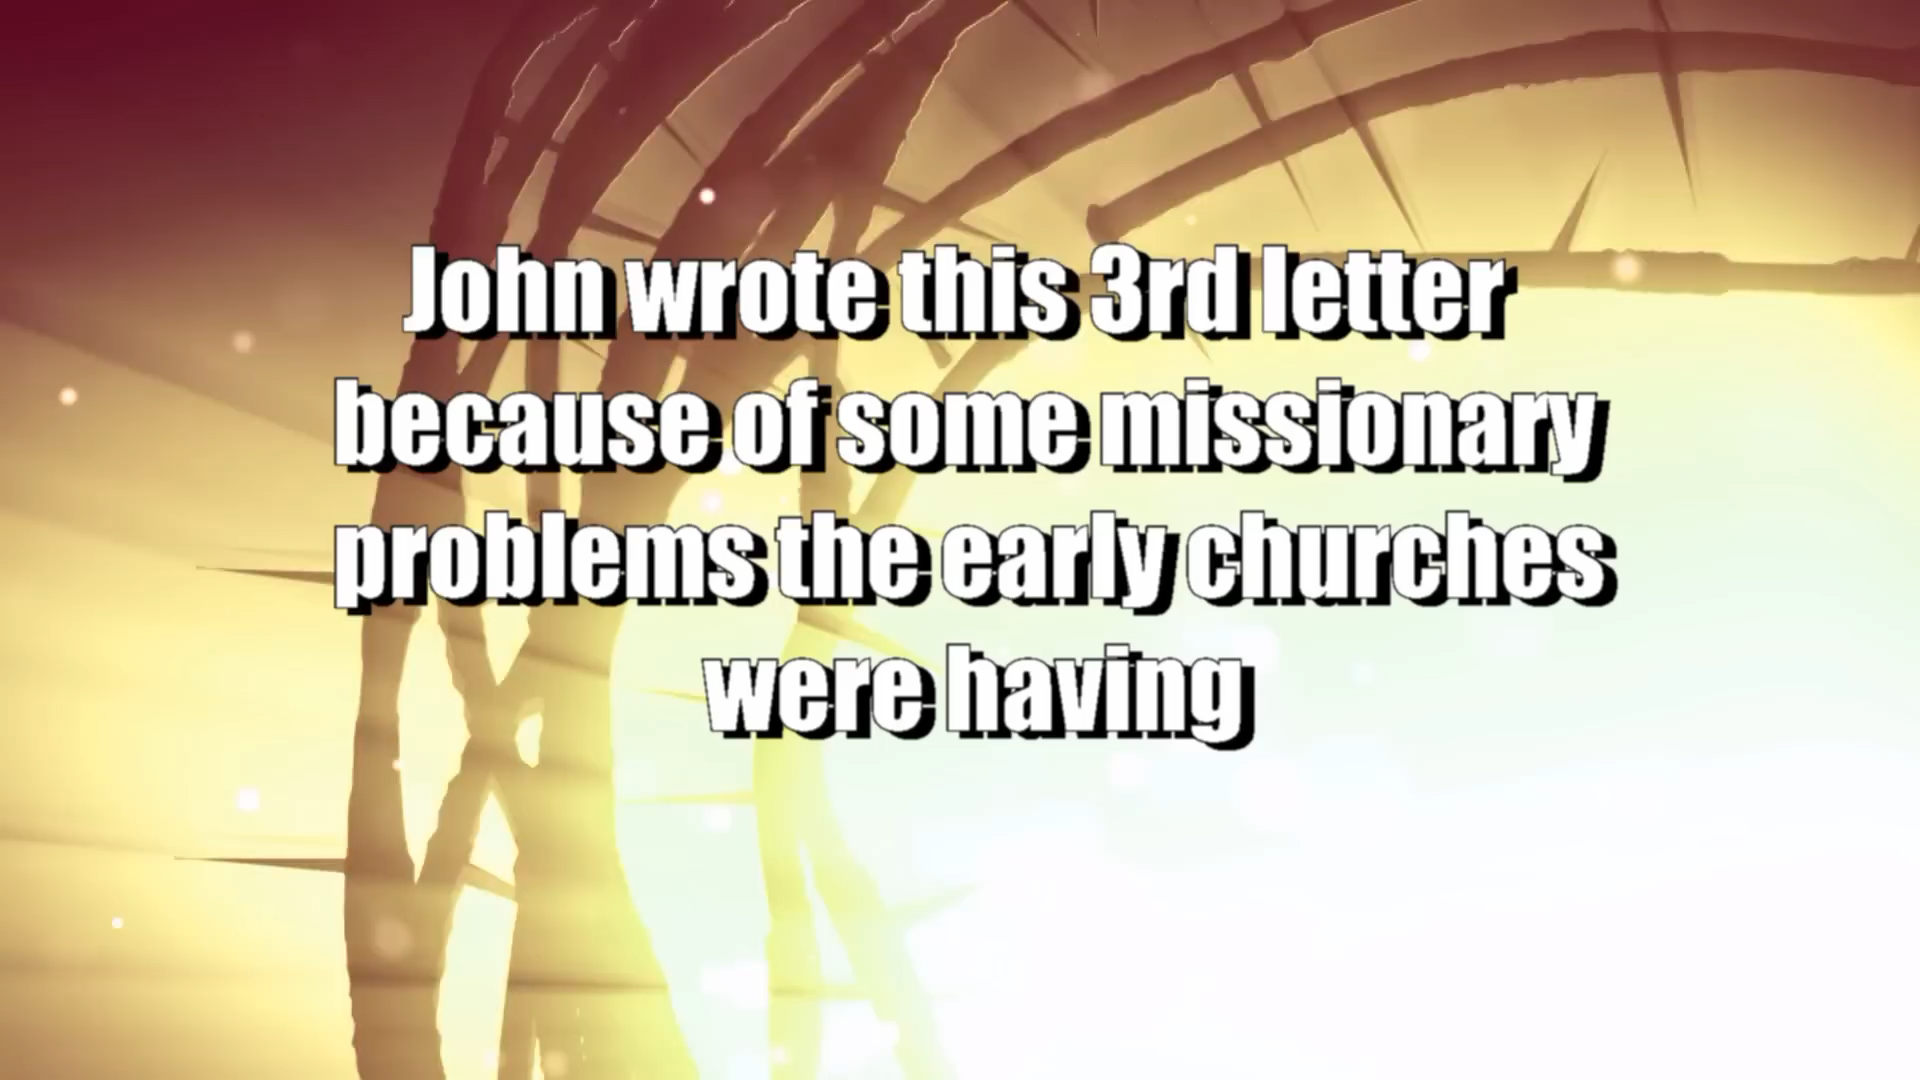 John wrote this 3rd letter
because of some missionary
problems the early churches
were having